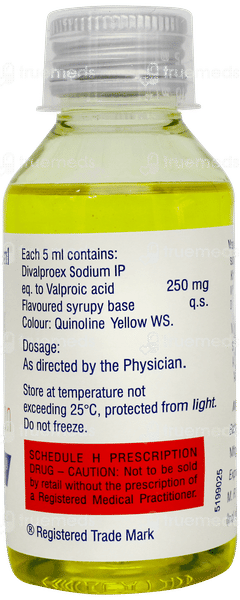 truemeds
Each 5 ml contains:
Divalproex Sodium IP
eq. to Valproic acid 250 mg
Flavoured syrupy base q.s.
Colour: Quinoline Yellow WS.
Dosage:
As directed by the Physician.
Store at temperature not
exceeding 25°C, protected from light.
Do not freeze.
SCHEDULE H PRESCRIPTION
DRUG – CAUTION: Not to be sold
by retail without the prescription of
a Registered Medical Practitioner.
® Registered Trade Mark
5199025